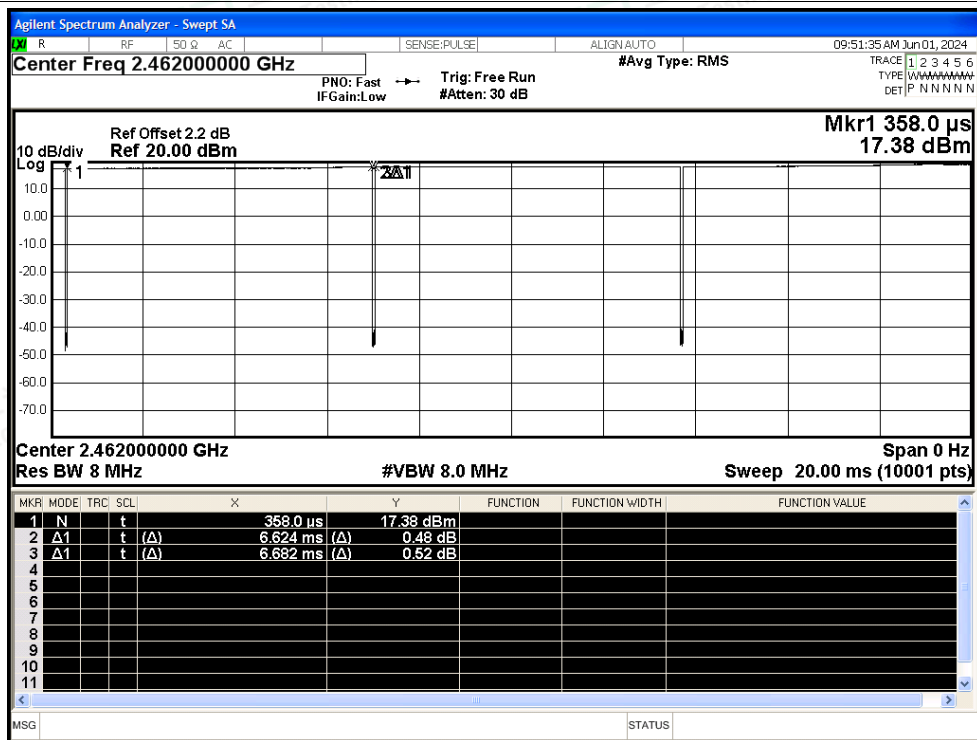 Agilent Spectrum Analyzer - Swept SA
LXI R RF 50 Ω AC SENSE:PULSE ALIGN AUTO 09:51:35 AM Jun 01, 2024
Center Freq 2.462000000 GHz #Avg Type: RMS TRACE 1 2 3 4 5 6
PNO: Fast Trig: Free Run TYPE WWWWWW
IFGain:Low #Atten: 30 dB DET P N N N N N
Mkr1 358.0 µs
Ref Offset 2.2 dB
10 dB/div Ref 20.00 dBm 17.38 dBm
Log
1 3Δ1
10.0
0.00
-10.0
-20.0
-30.0
-40.0
-50.0
-60.0
-70.0
Center 2.462000000 GHz Span 0 Hz
Res BW 8 MHz #VBW 8.0 MHz Sweep 20.00 ms (10001 pts)
MKR MODE TRC SCL X Y FUNCTION FUNCTION WIDTH FUNCTION VALUE
1 N t 358.0 µs 17.38 dBm
2 Δ1 t (Δ) 6.624 ms (Δ) 0.48 dB
3 Δ1 t (Δ) 6.682 ms (Δ) 0.52 dB
4
5
6
7
8
9
10
11
MSG STATUS